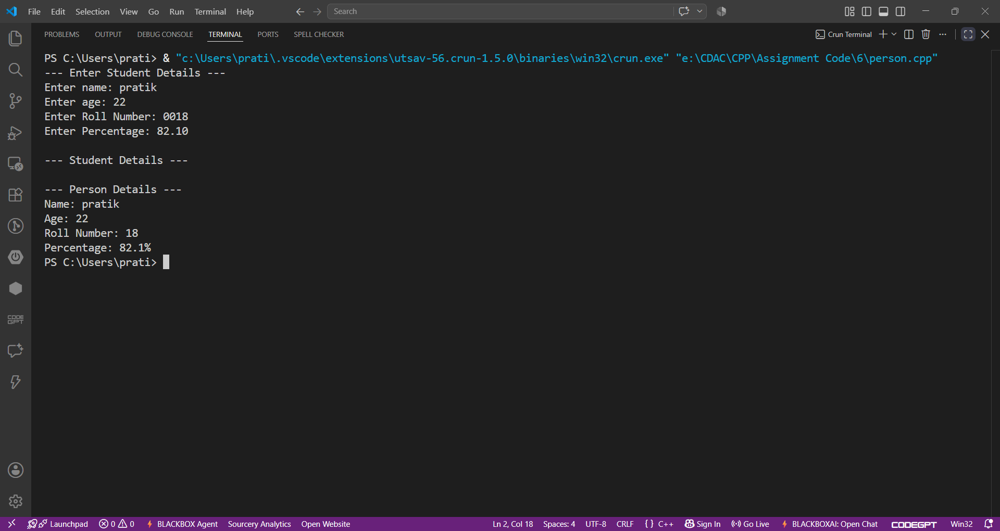 File Edit Selection View Go Run Terminal Help Search
PROBLEMS OUTPUT DEBUG CONSOLE TERMINAL PORTS SPELL CHECKER Crun Terminal
PS C:\Users\prati> & "c:\Users\prati\.vscode\extensions\utsav-56.crun-1.5.0\binaries\win32\crun.exe" "e:\CDAC\CPP\Assignment Code\6\person.cpp"
--- Enter Student Details ---
Enter name: pratik
Enter age: 22
Enter Roll Number: 0018
Enter Percentage: 82.10
--- Student Details ---
--- Person Details ---
Name: pratik
Age: 22
Roll Number: 18
Percentage: 82.1%
PS C:\Users\prati>
CODE
GPT
Launchpad 0 0 BLACKBOX Agent Sourcery Analytics Open Website Ln 2, Col 18 Spaces: 4 UTF-8 CRLF {} C++ Sign In Go Live BLACKBOXAI: Open Chat CODEGPT Win32